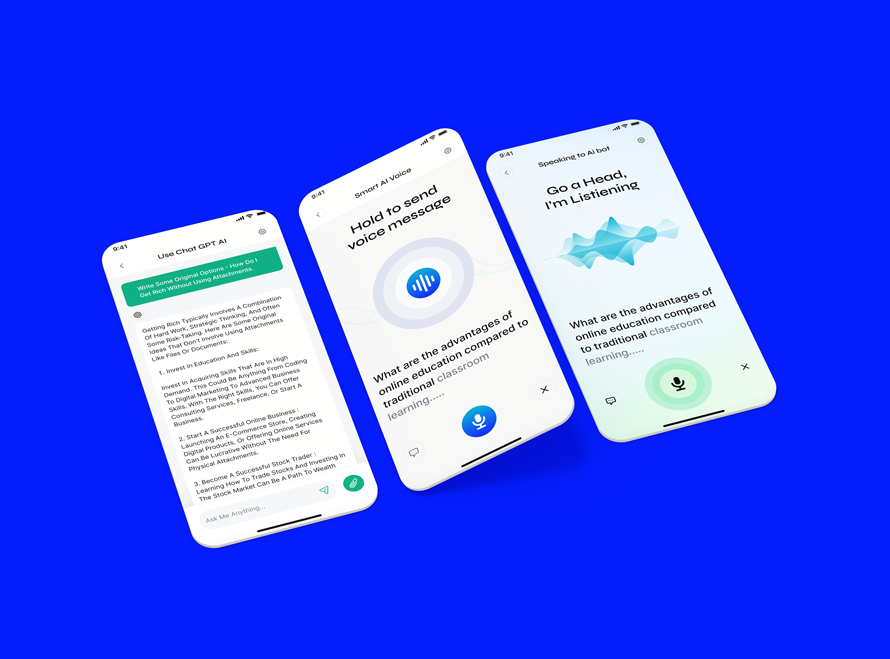 9:41
Use Chat GPT AI
Write Some Original Options - How Do I
Get Rich Without Using Attachments.
Getting Rich Typically Involves A Combination
Of Hard Work, Strategic Thinking, And Often
Some Risk-Taking. Here Are Some Original
Ideas That Don't Involve Using Attachments
Like Files Or Documents:
1. Invest In Education And Skills:
Invest In Acquiring Skills That Are In High
Demand. This Could Be Anything From Coding
To Digital Marketing To Advanced Business
Skills. With The Right Skills, You Can Offer
Consulting Services, Freelance, Or Start A
Business.
2. Start A Successful Online Business :
Launching An E-Commerce Store, Creating
Digital Products, Or Offering Online Services
Can Be Lucrative Without The Need For
Physical Attachments.
3. Become A Successful Stock Trader :
Learning How To Trade Stocks And Investing In
The Stock Market Can Be A Path To Wealth
Ask Me Anything...
9:41
Smart AI Voice
Hold to send
voice message
What are the advantages of
online education compared to
traditional classroom
learning.....
9:41
Speaking to Ai bot
Go a Head,
I'm Listiening
What are the advantages of
online education compared
to traditional classroom
learning.....